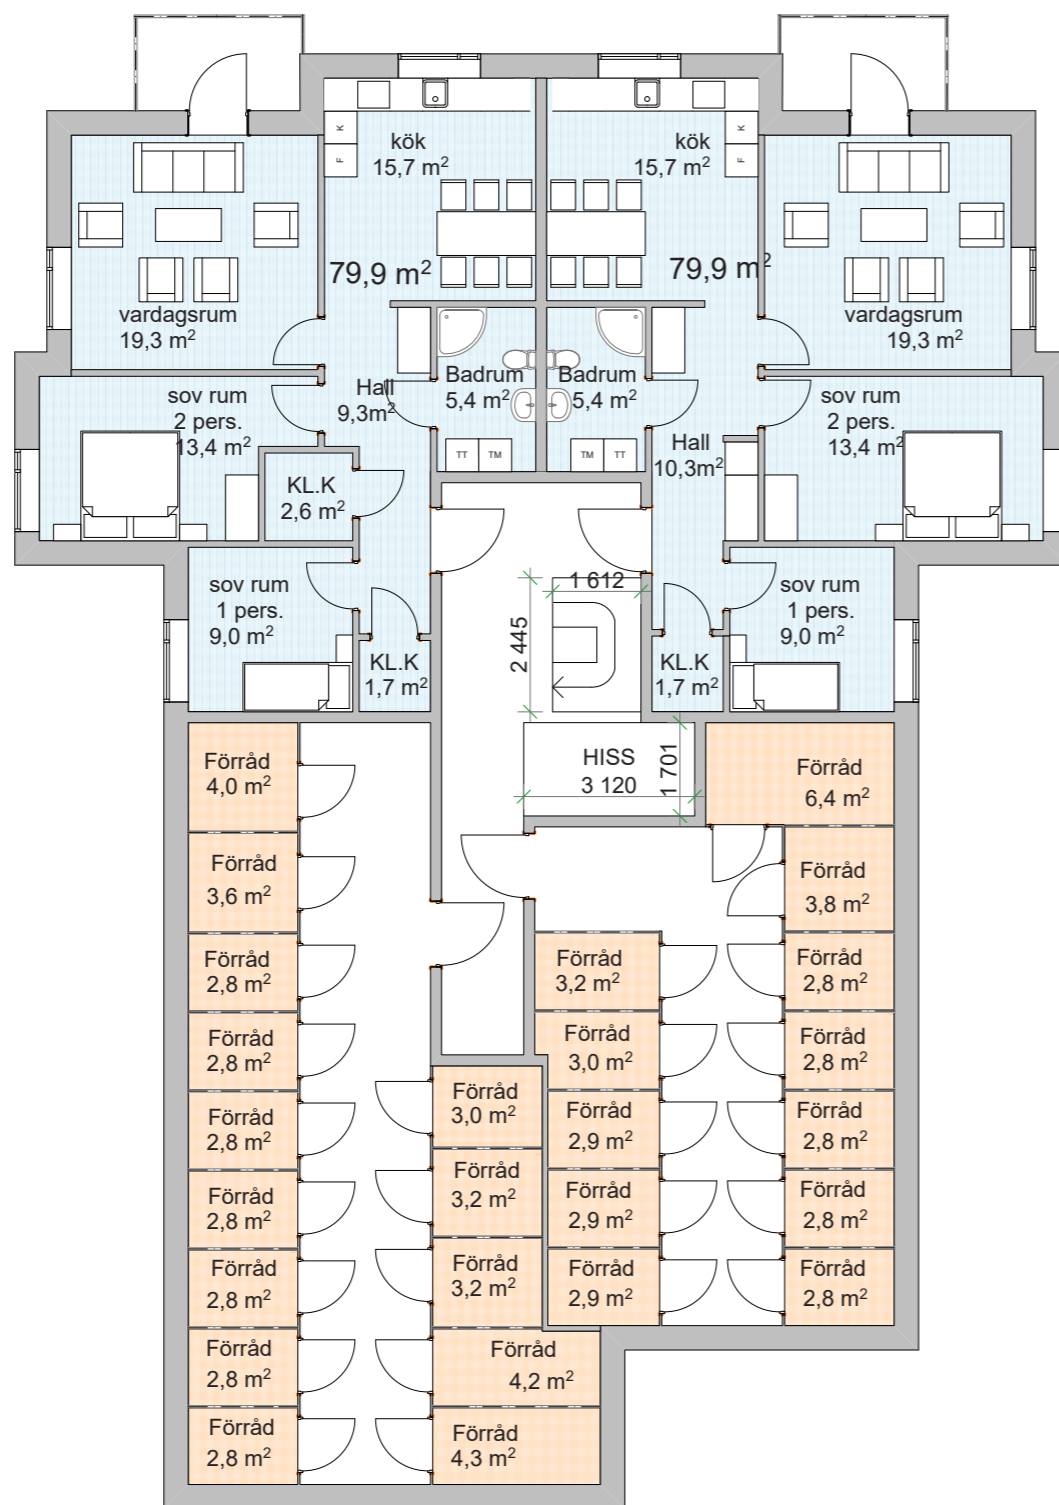 kök
15,7 m²
kök
15,7 m²
K
F
K
F
79,9 m²
79,9 m²
vardagsrum
19,3 m²
vardagsrum
19,3 m²
sov rum
2 pers.
13,4 m²
Hall
9,3m²
Badrum
5,4 m²
Badrum
5,4 m²
sov rum
2 pers.
13,4 m²
Hall
10,3m²
TT
TM
TM
TT
KL.K
2,6 m²
sov rum
1 pers.
9,0 m²
KL.K
1,7 m²
1 612
2 445
KL.K
1,7 m²
sov rum
1 pers.
9,0 m²
HISS
3 120
1 701
Förråd
4,0 m²
Förråd
3,6 m²
Förråd
2,8 m²
Förråd
2,8 m²
Förråd
2,8 m²
Förråd
2,8 m²
Förråd
2,8 m²
Förråd
2,8 m²
Förråd
2,8 m²
Förråd
3,0 m²
Förråd
3,2 m²
Förråd
3,2 m²
Förråd
4,2 m²
Förråd
4,3 m²
Förråd
3,2 m²
Förråd
3,0 m²
Förråd
2,9 m²
Förråd
2,9 m²
Förråd
2,9 m²
Förråd
6,4 m²
Förråd
3,8 m²
Förråd
2,8 m²
Förråd
2,8 m²
Förråd
2,8 m²
Förråd
2,8 m²
Förråd
2,8 m²